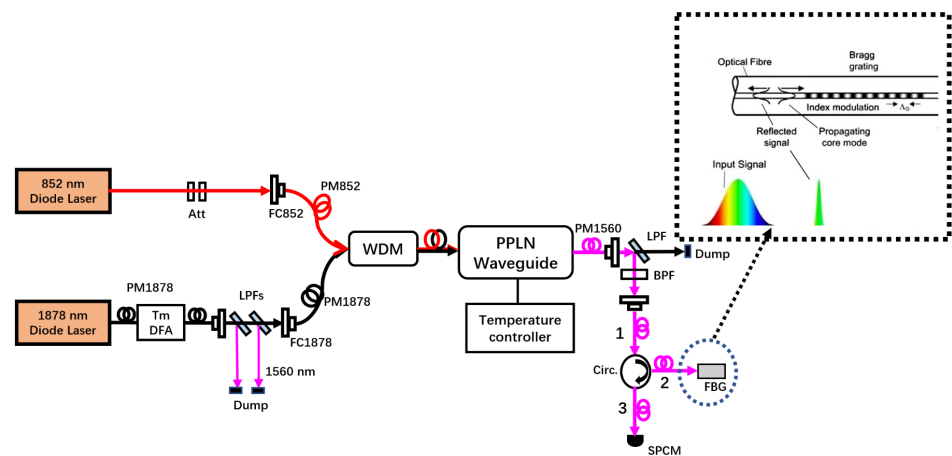 Optical Fibre
Bragg
grating
Index modulation
ΛG
Reflected
signal
Propagating
core mode
Input Signal
852 nm
Diode Laser
Att
FC852
PM852
WDM
PPLN
Waveguide
PM1560
LPF
Dump
BPF
1878 nm
Diode Laser
PM1878
Tm
DFA
LPFs
FC1878
PM1878
1560 nm
Dump
Temperature
controller
1
Circ.
2
FBG
3
SPCM